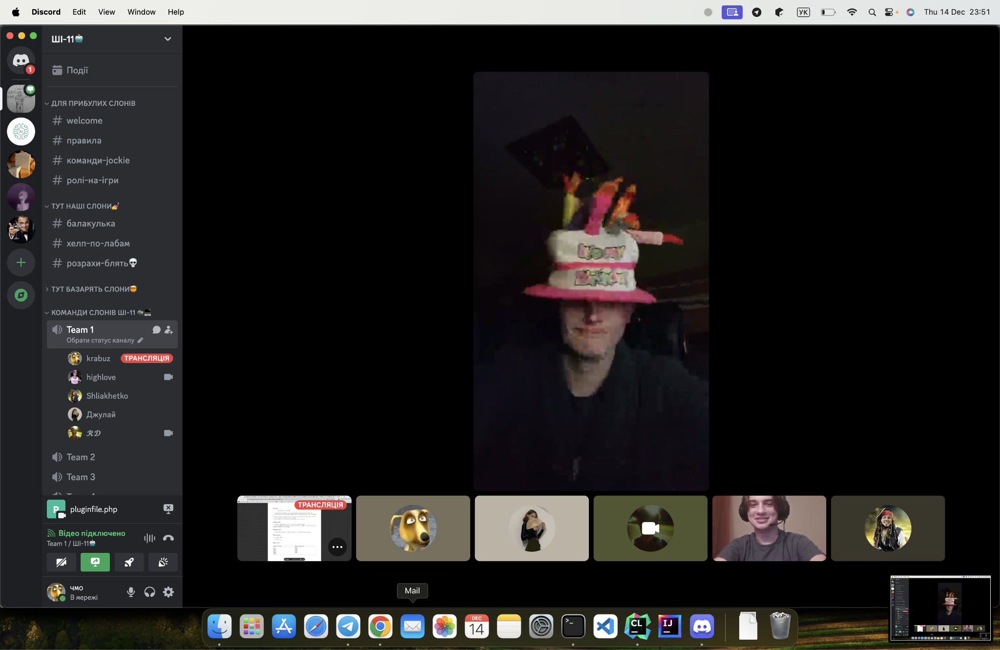 Discord Edit View Window Help
УК
Thu 14 Dec 23:51
ШІ-11
1
Події
ДЛЯ ПРИБУЛИХ СЛОНІВ
# welcome
# правила
# команди-jockie
# ролі-на-ігри
ТУТ НАШІ СЛОНИ
# балакулька
# хелп-по-лабам
# розрахи-блять
ТУТ БАЗАРЯТЬ СЛОНИ
КОМАНДИ СЛОНІВ ШІ-11
Team 1
Обрати статус каналу
krabuz ТРАНСЛЯЦІЯ
highlove
Shliakhetko
Джулай
RD
Team 2
Team 3
P pluginfile.php
Відео підключено
Team 1 / ШІ-11
чмо
В мережі
ТРАНСЛЯЦІЯ
Mail
DEC
14
CL
IJ